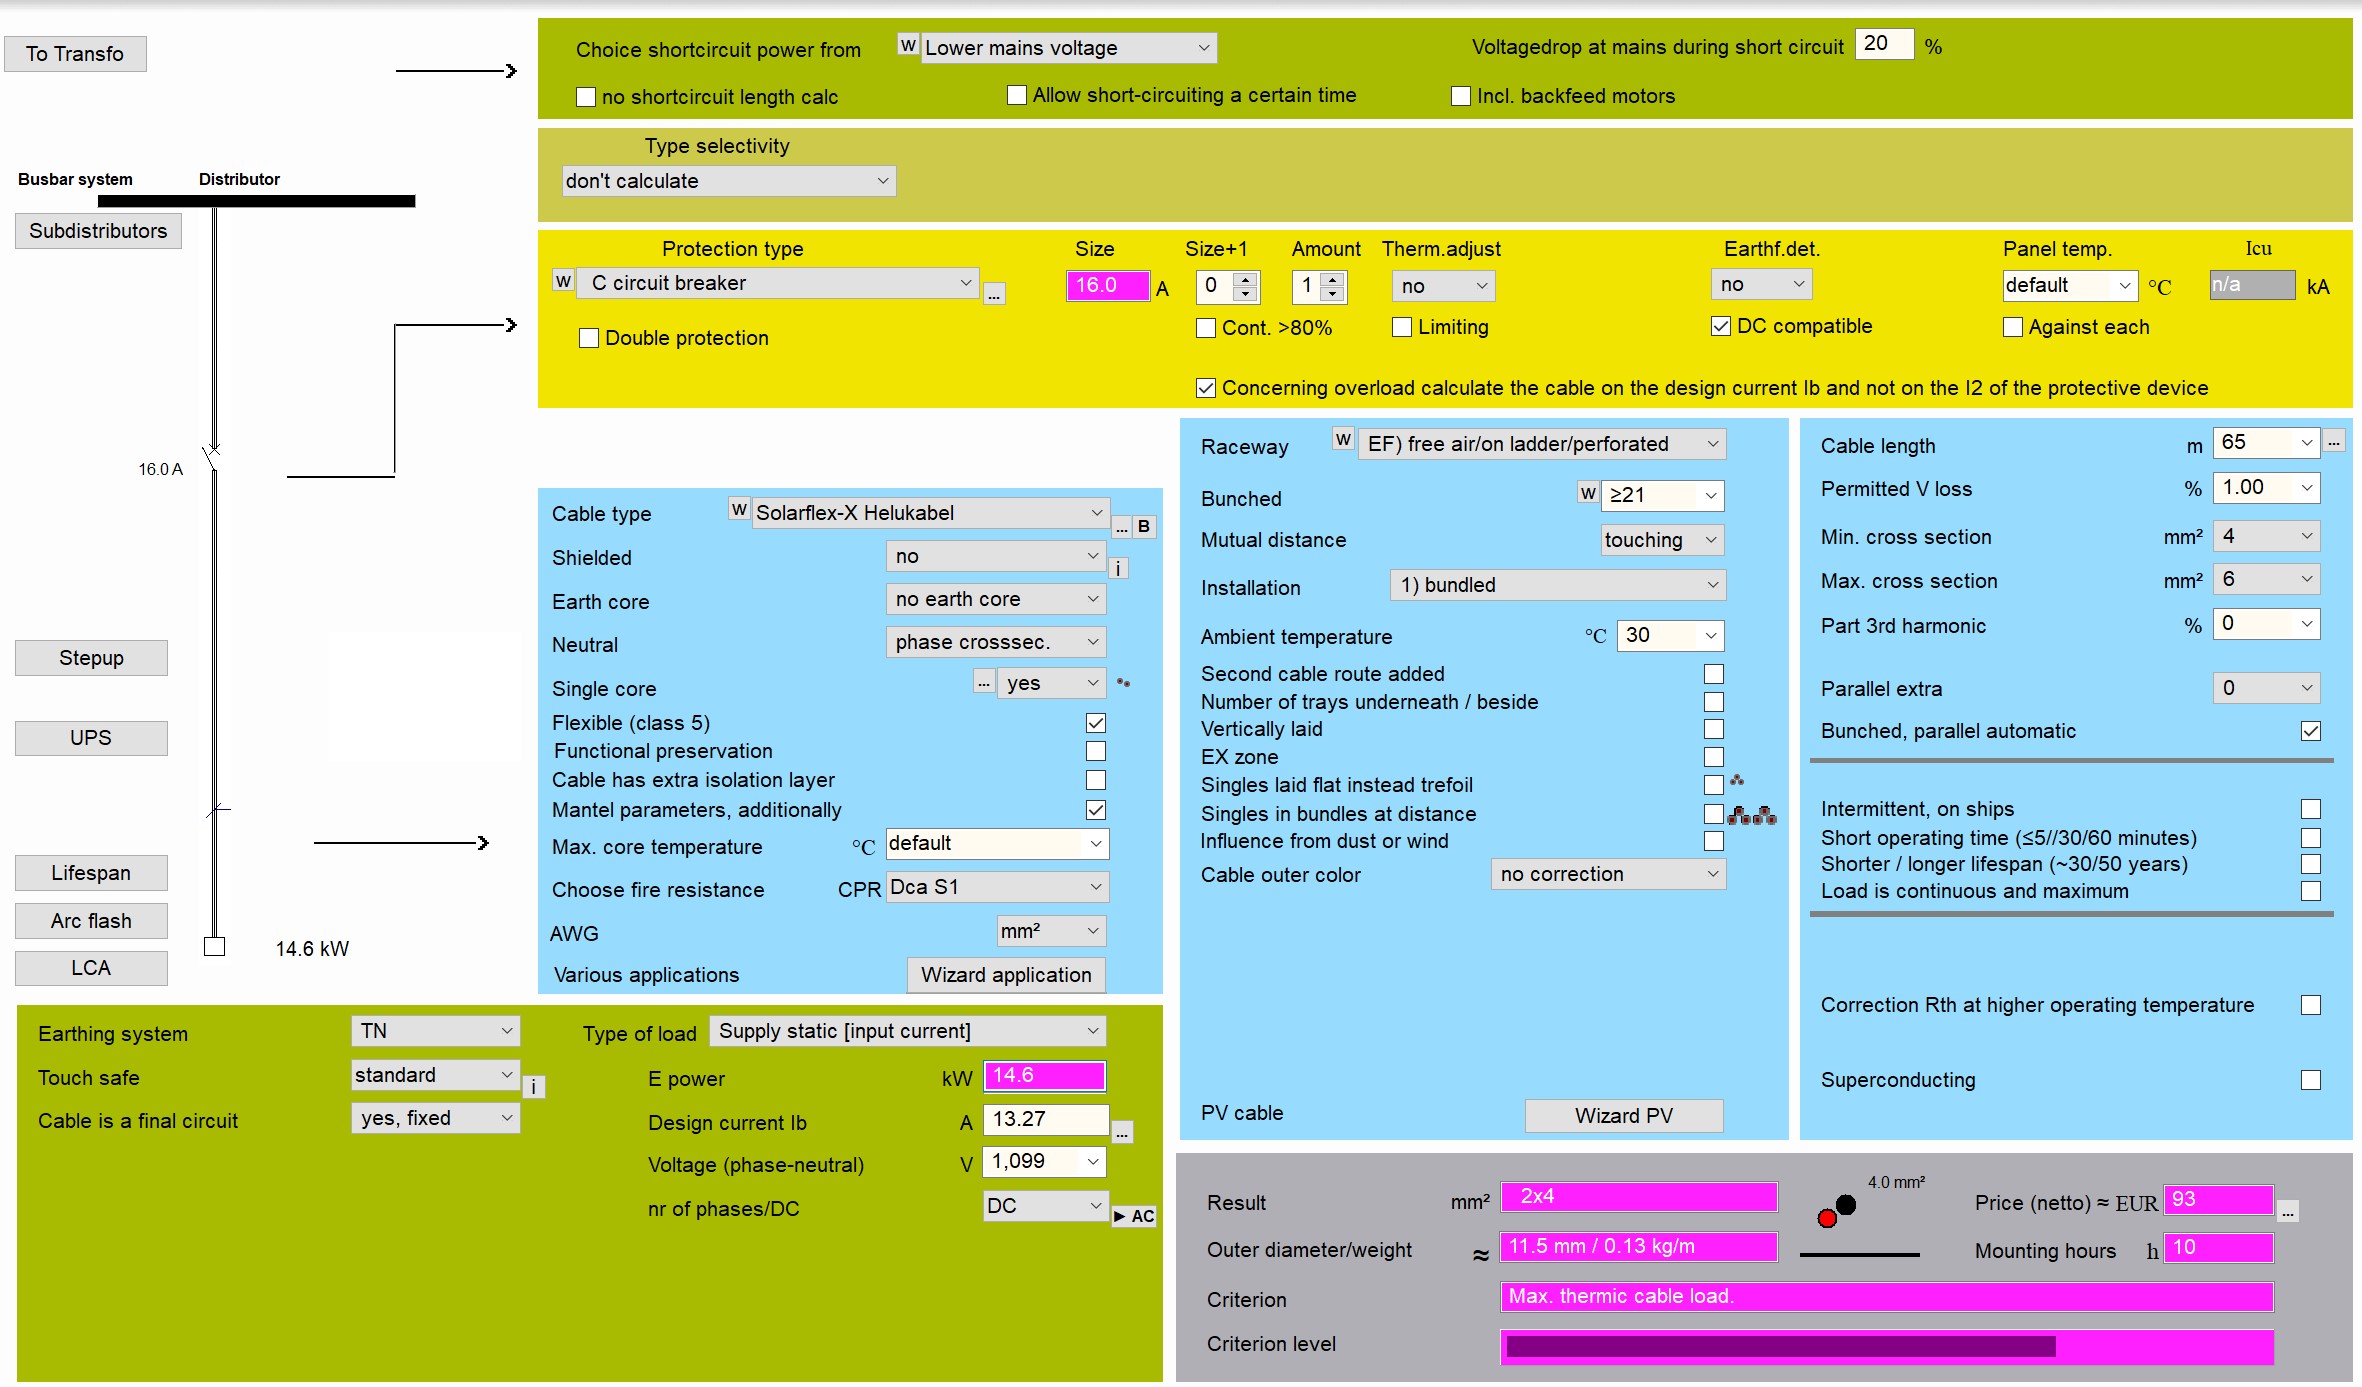 To Transfo
Choice shortcircuit power from W Lower mains voltage Voltagedrop at mains during short circuit 20 %
no shortcircuit length calc Allow short-circuiting a certain time Incl. backfeed motors
Type selectivity
don't calculate
Busbar system Distributor
Subdistributors
Protection type Size Size+1 Amount Therm.adjust Earthf.det. Panel temp. Icu
W C circuit breaker ... 16.0 A 0 1 no no default °C n/a kA
Double protection Cont. >80% Limiting DC compatible Against each
Concerning overload calculate the cable on the design current Ib and not on the I2 of the protective device
16.0 A
Stepup
UPS
Lifespan
Arc flash
LCA
14.6 kW
Cable type W Solarflex-X Helukabel ... B
Shielded no i
Earth core no earth core
Neutral phase crosssec.
Single core ... yes
Flexible (class 5)
Functional preservation
Cable has extra isolation layer
Mantel parameters, additionally
Max. core temperature °C default
Choose fire resistance CPR Dca S1
AWG mm²
Various applications Wizard application
Raceway W EF) free air/on ladder/perforated
Bunched W ≥21
Mutual distance touching
Installation 1) bundled
Ambient temperature °C 30
Second cable route added
Number of trays underneath / beside
Vertically laid
EX zone
Singles laid flat instead trefoil
Singles in bundles at distance
Influence from dust or wind
Cable outer color no correction
PV cable Wizard PV
Cable length m 65 ...
Permitted V loss % 1.00
Min. cross section mm² 4
Max. cross section mm² 6
Part 3rd harmonic % 0
Parallel extra 0
Bunched, parallel automatic
Intermittent, on ships
Short operating time (≤5//30/60 minutes)
Shorter / longer lifespan (~30/50 years)
Load is continuous and maximum
Correction Rth at higher operating temperature
Superconducting
Earthing system TN
Touch safe standard i
Cable is a final circuit yes, fixed
Type of load Supply static [input current]
E power kW 14.6
Design current Ib A 13.27 ...
Voltage (phase-neutral) V 1,099
nr of phases/DC DC ► AC
Result mm² 2x4 4.0 mm² Price (netto) ≈ EUR 93 ...
Outer diameter/weight ≈ 11.5 mm / 0.13 kg/m Mounting hours h 10
Criterion Max. thermic cable load.
Criterion level